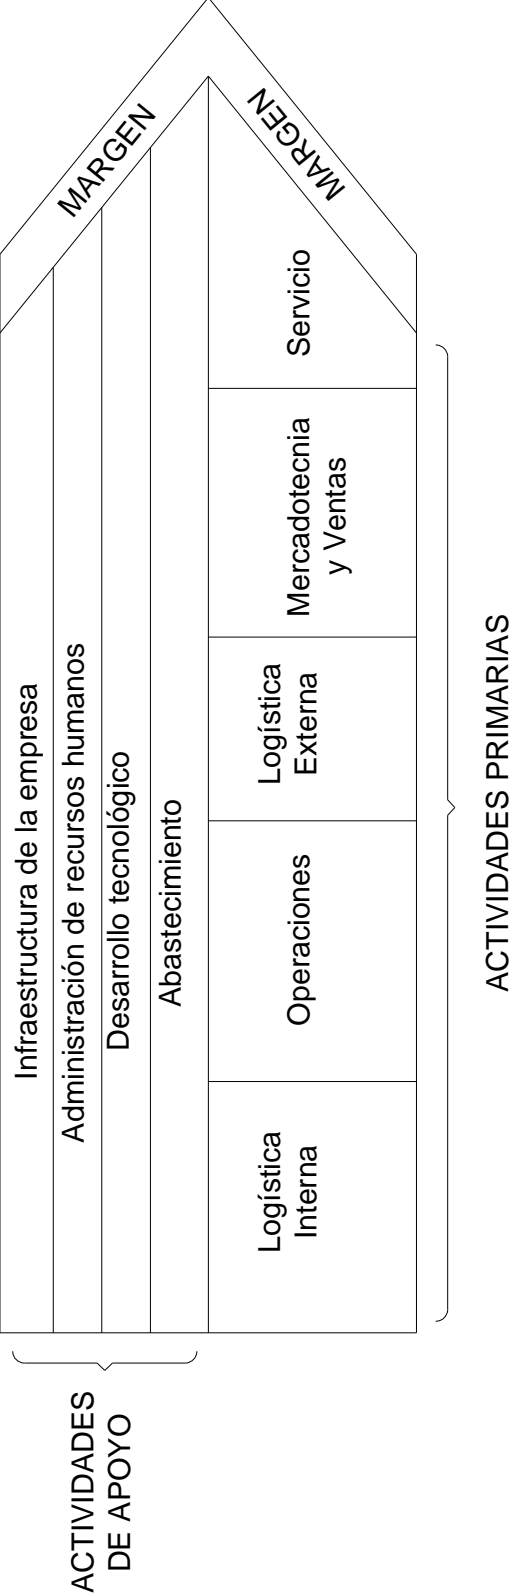 ACTIVIDADES
DE APOYO
Infraestructura de la empresa
Administración de recursos humanos
Desarrollo tecnológico
Abastecimiento
MARGEN
Logística
Interna
Operaciones
Logística
Externa
Mercadotecnia
y Ventas
Servicio
MARGEN
ACTIVIDADES PRIMARIAS